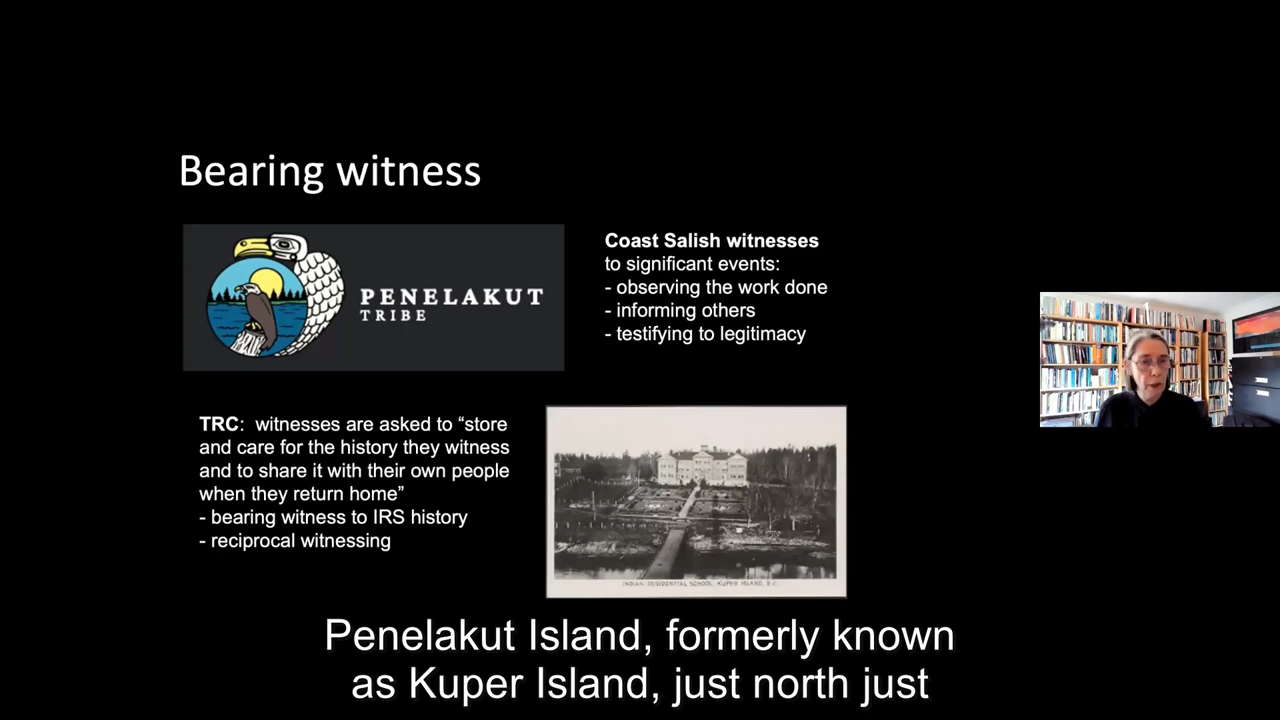 Bearing witness
PENELAKUT
TRIBE
Coast Salish witnesses
to significant events:
- observing the work done
- informing others
- testifying to legitimacy
TRC:  witnesses are asked to “store
and care for the history they witness
and to share it with their own people
when they return home”
- bearing witness to IRS history
- reciprocal witnessing
INDIAN RESIDENTIAL SCHOOL, KUPER ISLAND, B.C.
Penelakut Island, formerly known
as Kuper Island, just north just